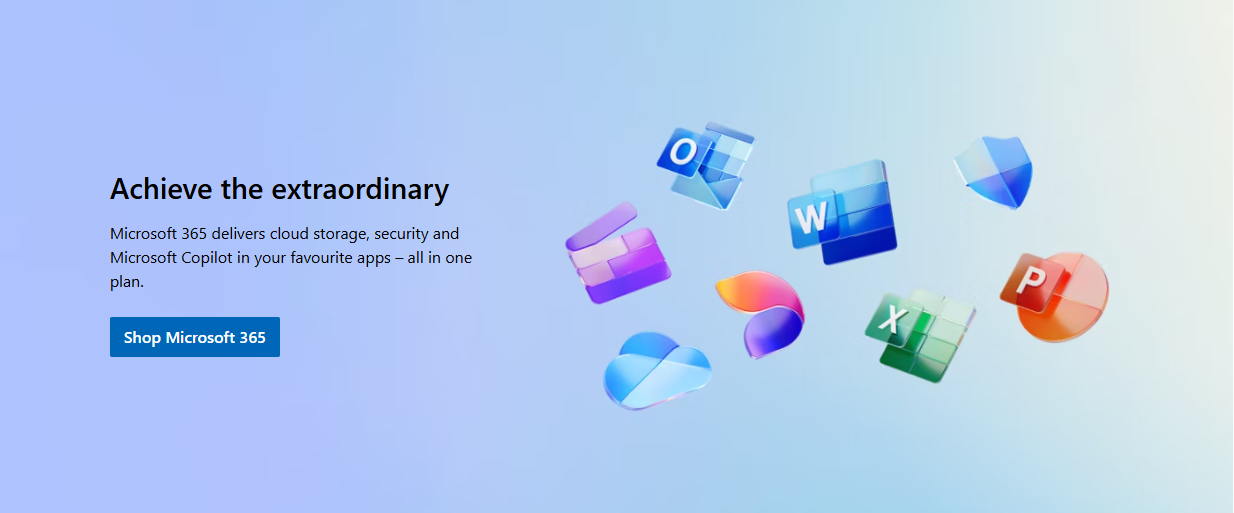 Achieve the extraordinary
Microsoft 365 delivers cloud storage, security and
Microsoft Copilot in your favourite apps – all in one
plan.
Shop Microsoft 365
O
W
P
X